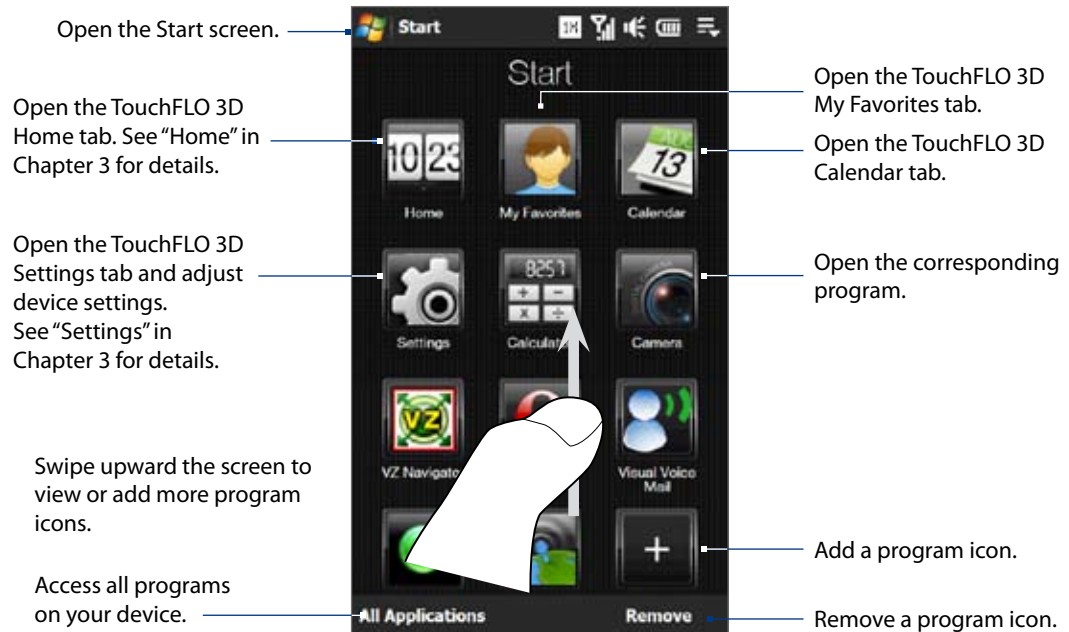 Open the Start screen.
Open the TouchFLO 3D
Home tab. See “Home” in
Chapter 3 for details.
Open the TouchFLO 3D
Settings tab and adjust
device settings.
See “Settings” in
Chapter 3 for details.
Swipe upward the screen to
view or add more program
icons.
Access all programs
on your device.
Start
1X
Start
10 23
13
Home
My Favorites
Calendar
8257
+ −
x ÷
Settings
Camera
VZ
Visual Voice
Mail
+
All Applications
Remove
Open the TouchFLO 3D
My Favorites tab.
Open the TouchFLO 3D
Calendar tab.
Open the corresponding
program.
Add a program icon.
Remove a program icon.